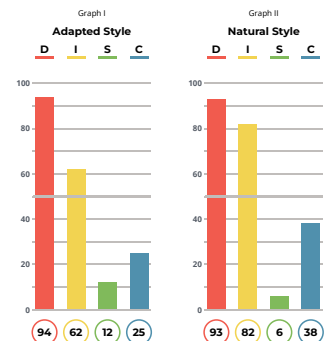 Graph I
Adapted Style
D I S C
100
80
60
40
20
0
94 62 12 25
Graph II
Natural Style
D I S C
100
80
60
40
20
0
93 82 6 38